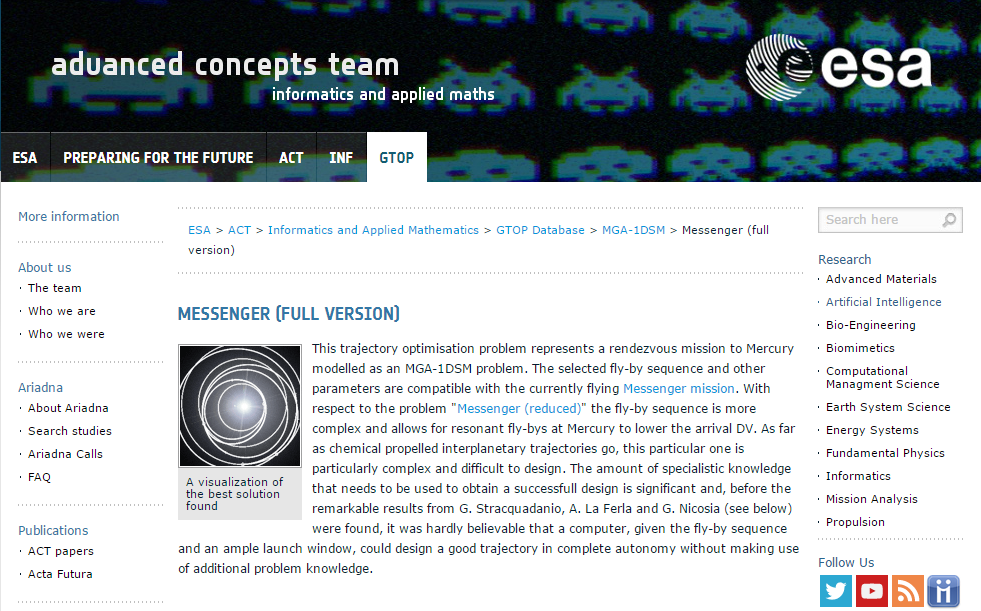 advanced concepts team
informatics and applied maths
esa
ESA
PREPARING FOR THE FUTURE
ACT
INF
GTOP
More information
About us
· The team
· Who we are
· Who we were
Ariadna
· About Ariadna
· Search studies
· Ariadna Calls
· FAQ
Publications
· ACT papers
· Acta Futura
ESA > ACT > Informatics and Applied Mathematics > GTOP Database > MGA-1DSM > Messenger (full
version)
MESSENGER (FULL VERSION)
A visualization of
the best solution
found
This trajectory optimisation problem represents a rendezvous mission to Mercury
modelled as an MGA-1DSM problem. The selected fly-by sequence and other
parameters are compatible with the currently flying Messenger mission. With
respect to the problem "Messenger (reduced)" the fly-by sequence is more
complex and allows for resonant fly-bys at Mercury to lower the arrival DV. As far
as chemical propelled interplanetary trajectories go, this particular one is
particularly complex and difficult to design. The amount of specialistic knowledge
that needs to be used to obtain a successfull design is significant and, before the
remarkable results from G. Stracquadanio, A. La Ferla and G. Nicosia (see below)
were found, it was hardly believable that a computer, given the fly-by sequence
and an ample launch window, could design a good trajectory in complete autonomy without making use
of additional problem knowledge.
Search here
Research
· Advanced Materials
· Artificial Intelligence
· Bio-Engineering
· Biomimetics
· Computational
Managment Science
· Earth System Science
· Energy Systems
· Fundamental Physics
· Informatics
· Mission Analysis
· Propulsion
Follow Us